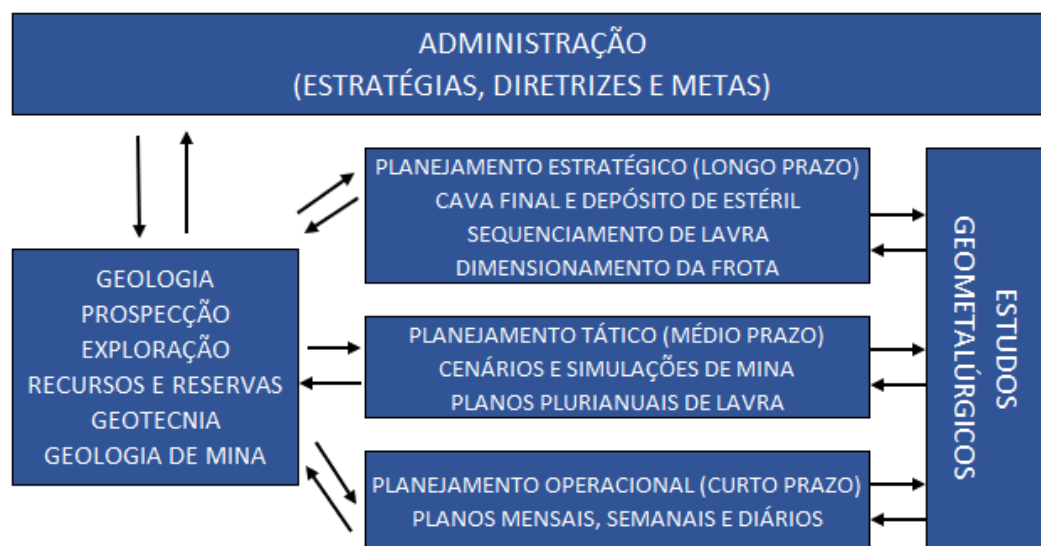 ADMINISTRAÇÃO
(ESTRATÉGIAS, DIRETRIZES E METAS)
GEOLOGIA
PROSPECÇÃO
EXPLORAÇÃO
RECURSOS E RESERVAS
GEOTECNIA
GEOLOGIA DE MINA
PLANEJAMENTO ESTRATÉGICO (LONGO PRAZO)
CAVA FINAL E DEPÓSITO DE ESTÉRIL
SEQUENCIAMENTO DE LAVRA
DIMENSIONAMENTO DA FROTA
PLANEJAMENTO TÁTICO (MÉDIO PRAZO)
CENÁRIOS E SIMULAÇÕES DE MINA
PLANOS PLURIANUAIS DE LAVRA
PLANEJAMENTO OPERACIONAL (CURTO PRAZO)
PLANOS MENSAIS, SEMANAIS E DIÁRIOS
ESTUDOS
GEOMETALÚRGICOS